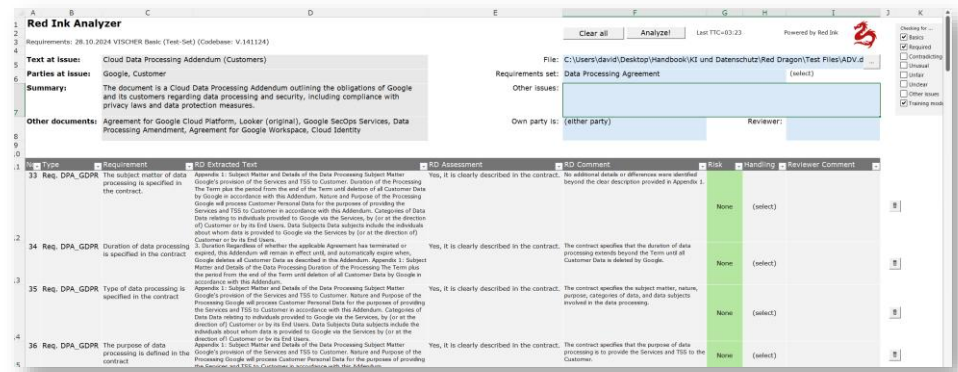 A B C D E F G H I J K
1 Red Ink Analyzer
Clear all Analyze! Last TTC=03:23 Powered by Red Ink
Checking for ...
Basics
Required
Contradicting
Unusual
Unfair
Unclear
Other issues
Training mode
Requirements: 28.10.2024 VISCHER Basic (Test-Set) (Codebase: V.141124)
Text at issue: Cloud Data Processing Addendum (Customers) File: C:\Users\david\Desktop\Handbook\KI und Datenschutz\Red Dragon\Test Files\ADV.d ...
Parties at issue: Google, Customer Requirements set: Data Processing Agreement (select)
Summary: The document is a Cloud Data Processing Addendum outlining the obligations of Google Other issues:
and its customers regarding data processing and security, including compliance with
privacy laws and data protection measures.
Other documents: Agreement for Google Cloud Platform, Looker (original), Google SecOps Services, Data Own party is: (either party) Reviewer:
Processing Amendment, Agreement for Google Workspace, Cloud Identity
Type Requirement RD Extracted Text RD Assessment RD Comment Risk Handling Reviewer Comment
33 Req. DPA_GDPR The subject matter of data
processing is specified in
the contract.
Appendix 1: Subject Matter and Details of the Data Processing Subject Matter
Google's provision of the Services and TSS to Customer. Duration of the Processing
The Term plus the period from the end of the Term until deletion of all Customer Data
by Google in accordance with this Addendum. Nature and Purpose of the Processing
Google will process Customer Personal Data for the purposes of providing the
Services and TSS to Customer in accordance with this Addendum. Categories of Data
Data relating to individuals provided to Google via the Services, by (or at the direction
of) Customer or by its End Users. Data Subjects Data subjects include the individuals
about whom data is provided to Google via the Services by (or at the direction of)
Customer or by its End Users.
Yes, it is clearly described in the contract.
No additional details or differences were identified
beyond the clear description provided in Appendix 1.
None (select)
34 Req. DPA_GDPR Duration of data processing
is specified in the contract
3. Duration Regardless of whether the applicable Agreement has terminated or
expired, this Addendum will remain in effect until, and automatically expire when,
Google deletes all Customer Data as described in this Addendum. Appendix 1: Subject
Matter and Details of the Data Processing Duration of the Processing The Term plus
the period from the end of the Term until deletion of all Customer Data by Google in
accordance with this Addendum.
Yes, it is clearly described in the contract.
The contract specifies that the duration of data
processing extends beyond the Term until all
Customer Data is deleted by Google.
None (select)
35 Req. DPA_GDPR Type of data processing is
specified in the contract
Appendix 1: Subject Matter and Details of the Data Processing Subject Matter
Google's provision of the Services and TSS to Customer. Nature and Purpose of the
Processing Google will process Customer Personal Data for the purposes of providing
the Services and TSS to Customer in accordance with this Addendum. Categories of
Data Data relating to individuals provided to Google via the Services, by (or at the
direction of) Customer or by its End Users. Data Subjects Data subjects include the
individuals about whom data is provided to Google via the Services by (or at the
direction of) Customer or by its End Users.
Yes, it is clearly described in the contract.
The contract specifies the subject matter, nature,
purpose, categories of data, and data subjects
involved in the data processing.
None (select)
36 Req. DPA_GDPR The purpose of data
processing is defined in the
contract
Appendix 1: Subject Matter and Details of the Data Processing Subject Matter
Google's provision of the Services and TSS to Customer. Nature and Purpose of the
Processing Google will process Customer Personal Data for the purposes of providing
the Services and TSS to Customer in accordance with this Addendum.
Yes, it is clearly described in the contract.
The contract specifies that the purpose of data
processing is to provide the Services and TSS to the
Customer.
None (select)